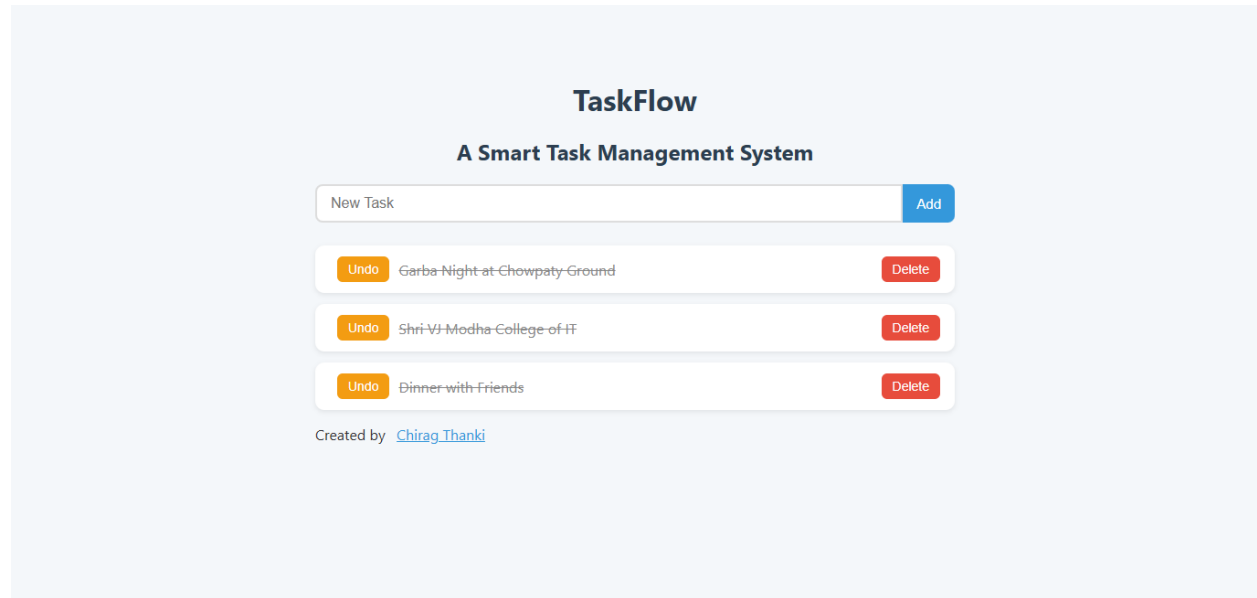 TaskFlow
A Smart Task Management System
New Task Add
Undo Garba Night at Chowpaty Ground Delete
Undo Shri VJ Modha College of IT Delete
Undo Dinner with Friends Delete
Created by Chirag Thanki